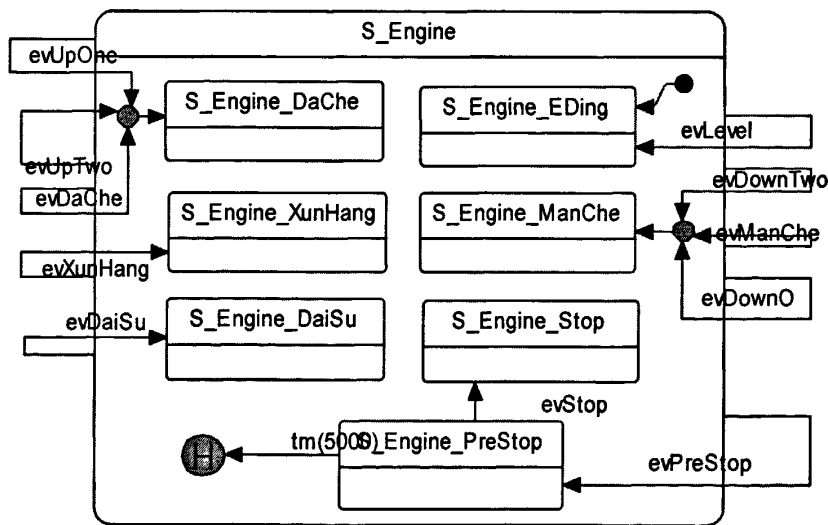 S_Engine
evUpOne
S_Engine_DaChe
S_Engine_EDing
evLevel
evUpTwo
evDownTwo
evDaChe
S_Engine_XunHang
S_Engine_ManChe
evManChe
evXunHang
evDownO
evDaiSu
S_Engine_DaiSu
S_Engine_Stop
evStop
H
tm(5000)
S_Engine_PreStop
evPreStop